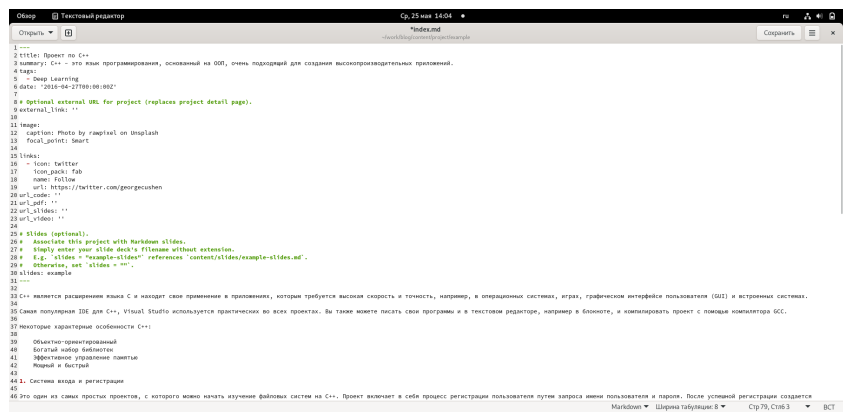 Обзор Текстовый редактор Ср, 25 мая 14:04 ru
Открыть *index.md Сохранить
~/work/blog/content/project/example
1 ---
2 title: Проект по C++
3 summary: C++ - это язык программирования, основанный на ООП, очень подходящий для создания высокопроизводительных приложений.
4 tags:
5   - Deep Learning
6 date: '2016-04-27T00:00:00Z'
7
8 # Optional external URL for project (replaces project detail page).
9 external_link: ''
10
11 image:
12   caption: Photo by rawpixel on Unsplash
13   focal_point: Smart
14
15 links:
16   - icon: twitter
17     icon_pack: fab
18     name: Follow
19     url: https://twitter.com/georgecushen
20 url_code: ''
21 url_pdf: ''
22 url_slides: ''
23 url_video: ''
24
25 # Slides (optional).
26 #   Associate this project with Markdown slides.
27 #   Simply enter your slide deck's filename without extension.
28 #   E.g. `slides = "example-slides"` references `content/slides/example-slides.md`.
29 #   Otherwise, set `slides = ""`.
30 slides: example
31 ---
32
33 C++ является расширением языка C и находит свое применение в приложениях, которым требуется высокая скорость и точность, например, в операционных системах, играх, графическом интерфейсе пользователя (GUI) и встроенных системах.
34
35 Самая популярная IDE для C++, Visual Studio используется практических во всех проектах. Вы также можете писать свои программы и в текстовом редакторе, например в блокноте, и компилировать проект с помощью компилятора GCC.
36
37 Некоторые характерные особенности C++:
38
39     Объектно-ориентированный
40     Богатый набор библиотек
41     Эффективное управление памятью
42     Мощный и быстрый
43
44 1. Система входа и регистрации
45
46 Это один из самых простых проектов, с которого можно начать изучение файловых систем на C++. Проект включает в себя процесс регистрации пользователя путем запроса имени пользователя и пароля. После успешной регистрации создается
Markdown Ширина табуляции: 8 Стр 79, Стлб 3 ВСТ